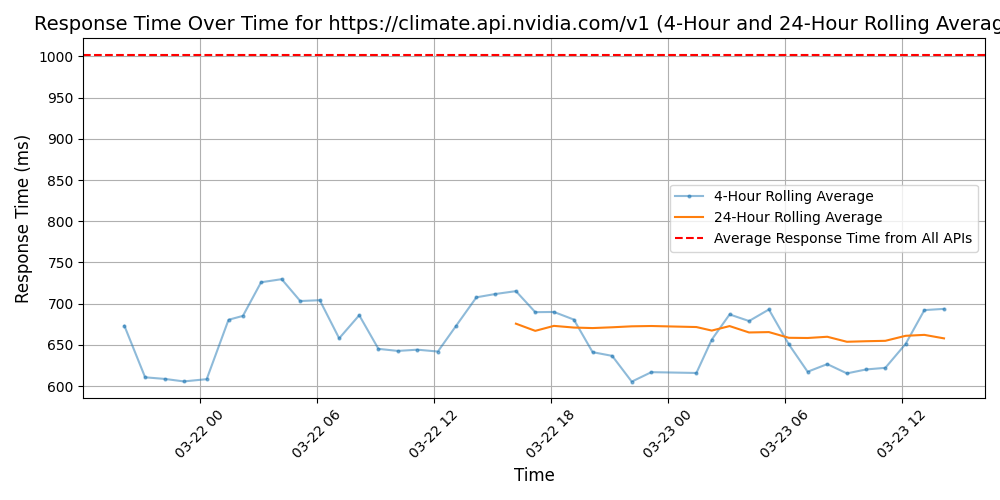 Response Time Over Time for https://climate.api.nvidia.com/v1 (4-Hour and 24-Hour Rolling Averag
Response Time (ms)
1000
950
900
850
800
750
700
650
600
4-Hour Rolling Average
24-Hour Rolling Average
Average Response Time from All APIs
03-22 00
03-22 06
03-22 12
03-22 18
03-23 00
03-23 06
03-23 12
Time